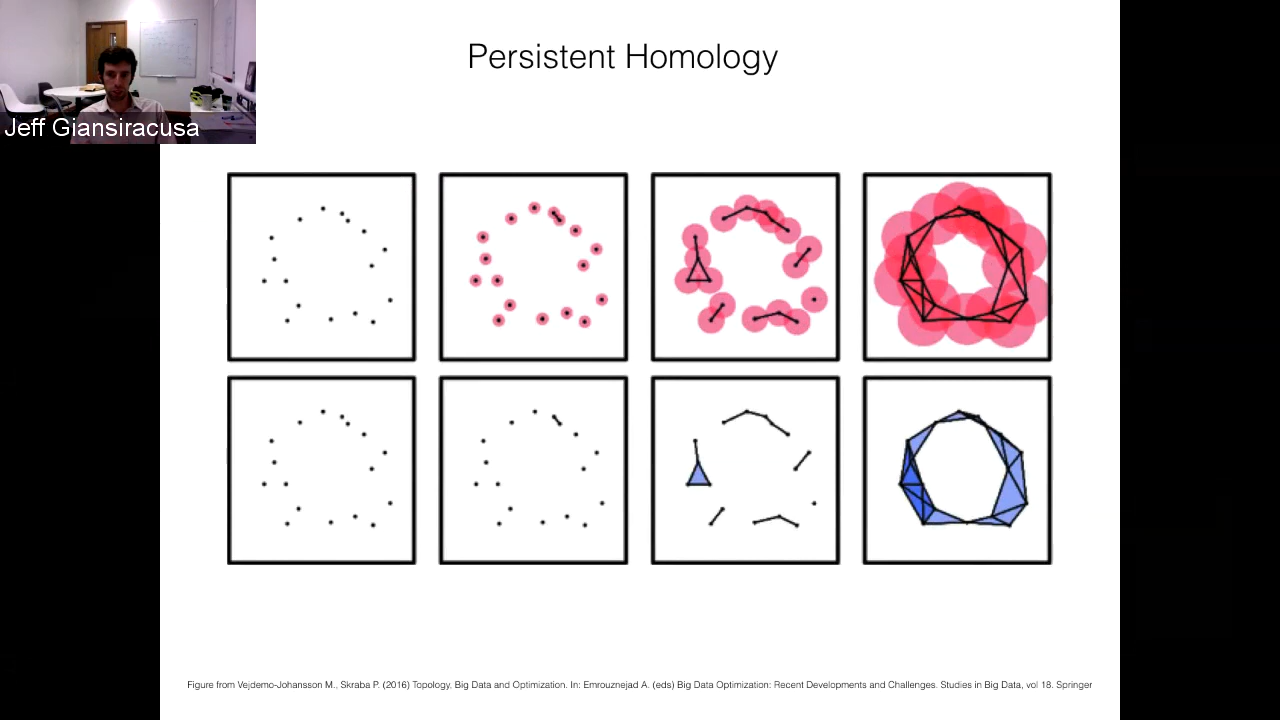 Persistent Homology
Jeff Giansiracusa
Figure from Vejdemo-Johansson M., Skraba P. (2016) Topology, Big Data and Optimization. In: Emrouznejad A. (eds) Big Data Optimization: Recent Developments and Challenges. Studies in Big Data, vol 18. Springer